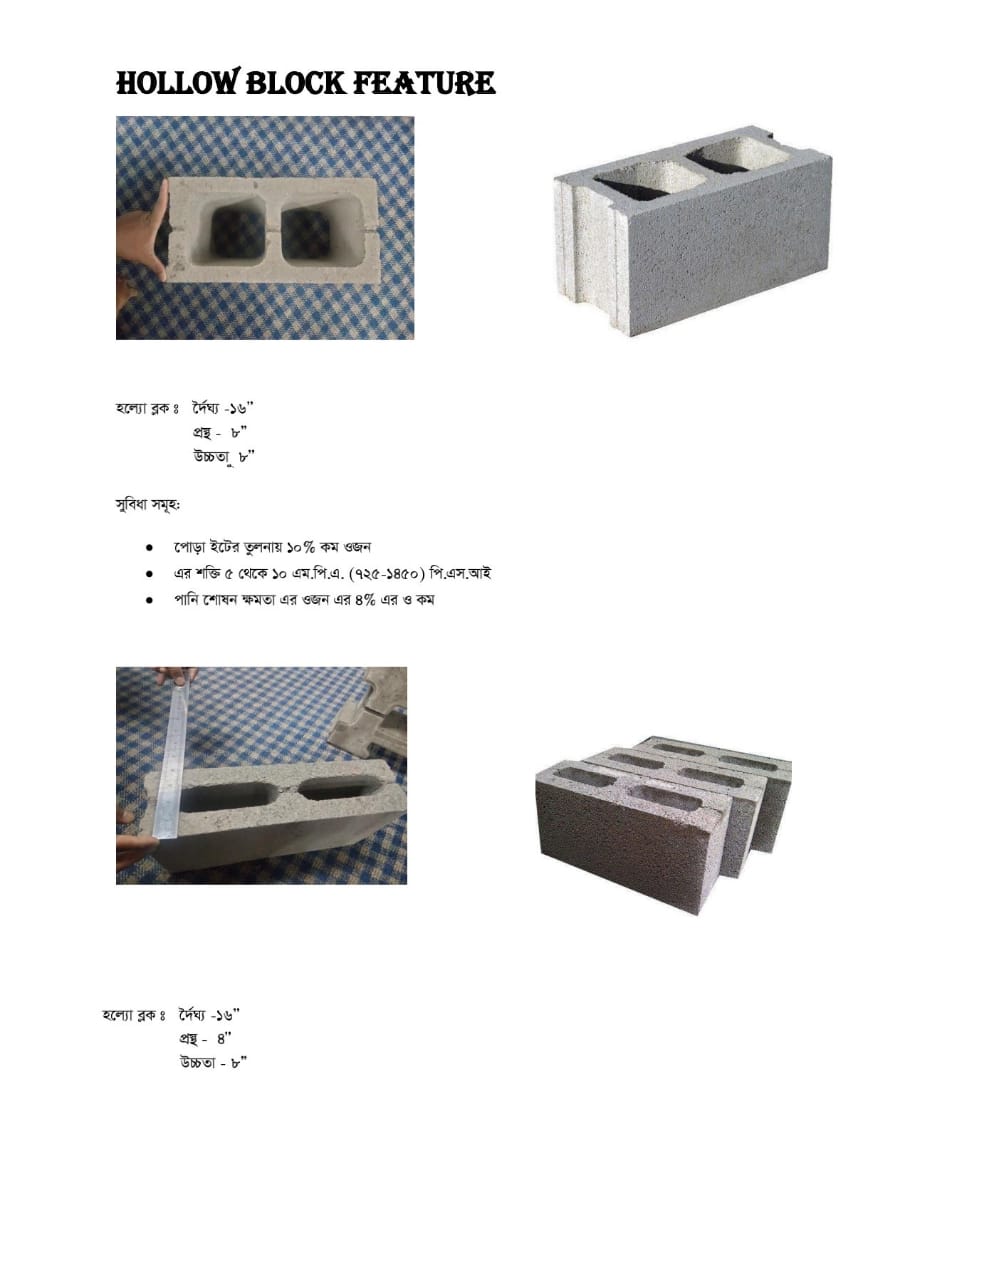 HOLLOW BLOCK FEATURE
হল্যো ব্লক ঃ দৈর্ঘ্য -১৬”
প্রস্থ - ৮”
উচ্চতা ৮”
সুবিধা সমূহ:
• পোড়া ইটের তুলনায় ১০% কম ওজন
• এর শক্তি ৫ থেকে ১০ এম.পি.এ. (৭২৫-১৪৫০) পি.এস.আই
• পানি শোষন ক্ষমতা এর ওজন এর ৪% এর ও কম
হল্যো ব্লক ঃ দৈর্ঘ্য -১৬”
প্রস্থ - ৪”
উচ্চতা - ৮”